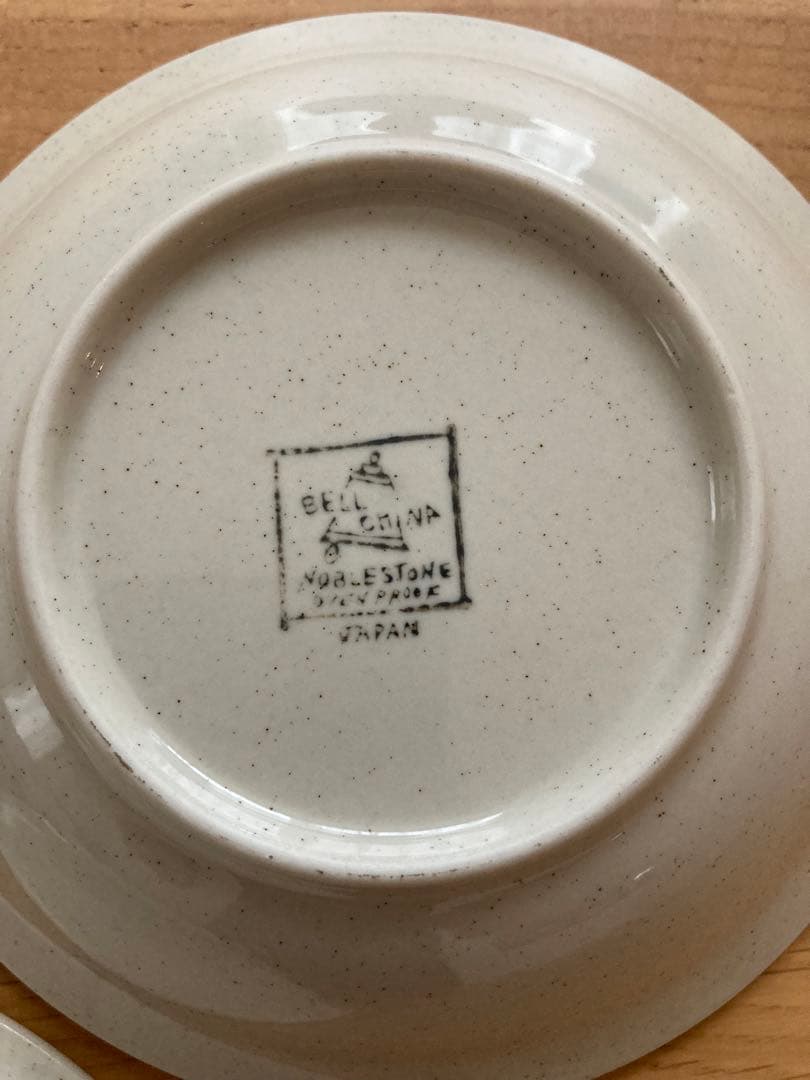 BELL
CHINA
NOBLESTONE
OVEN PROOF
JAPAN